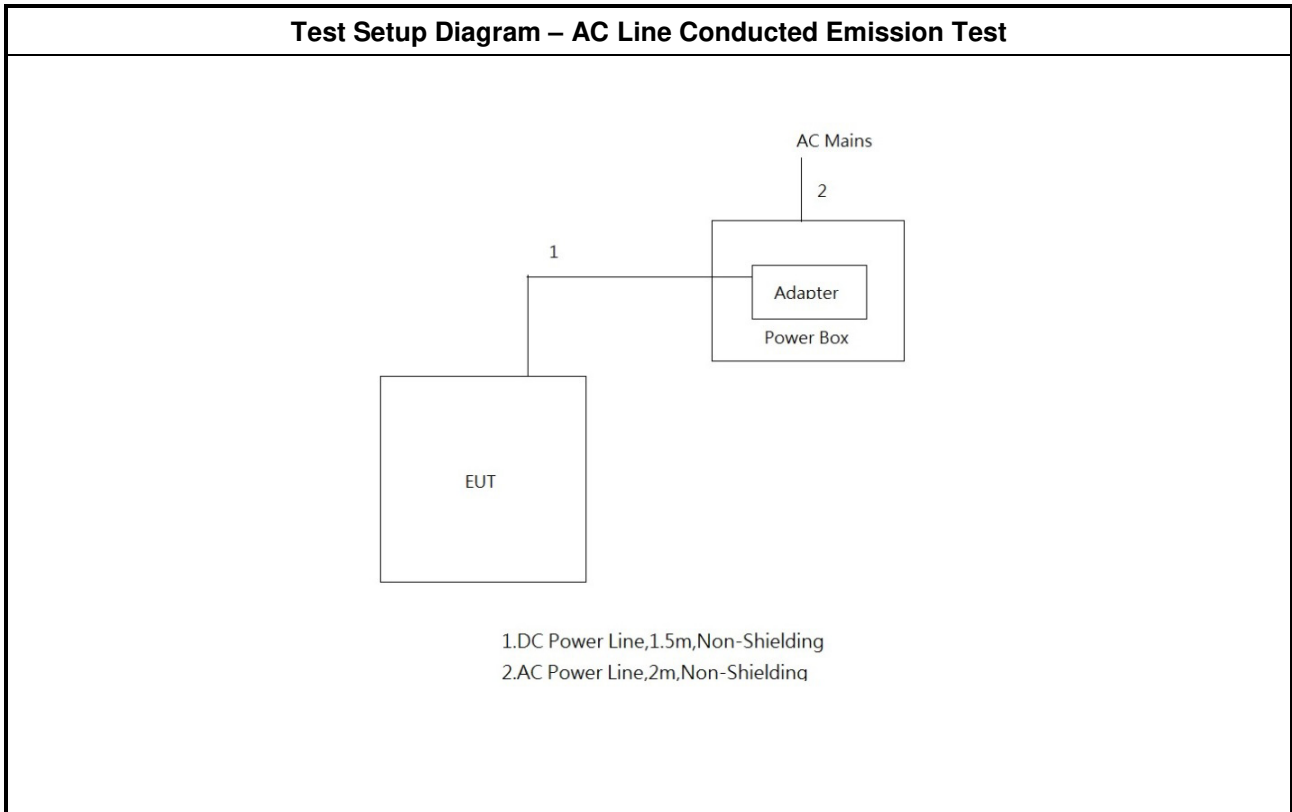 Test Setup Diagram – AC Line Conducted Emission Test
AC Mains
2
1
Adapter
Power Box
EUT
1.DC Power Line,1.5m,Non-Shielding
2.AC Power Line,2m,Non-Shielding